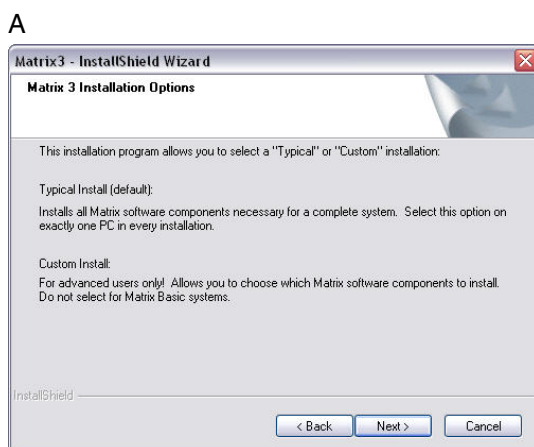 A
Matrix3 - InstallShield Wizard
Matrix 3 Installation Options
This installation program allows you to select a "Typical" or "Custom" installation:
Typical Install (default):
Installs all Matrix software components necessary for a complete system. Select this option on
exactly one PC in every installation.
Custom Install:
For advanced users only! Allows you to choose which Matrix software components to install.
Do not select for Matrix Basic systems.
InstallShield
< Back Next > Cancel